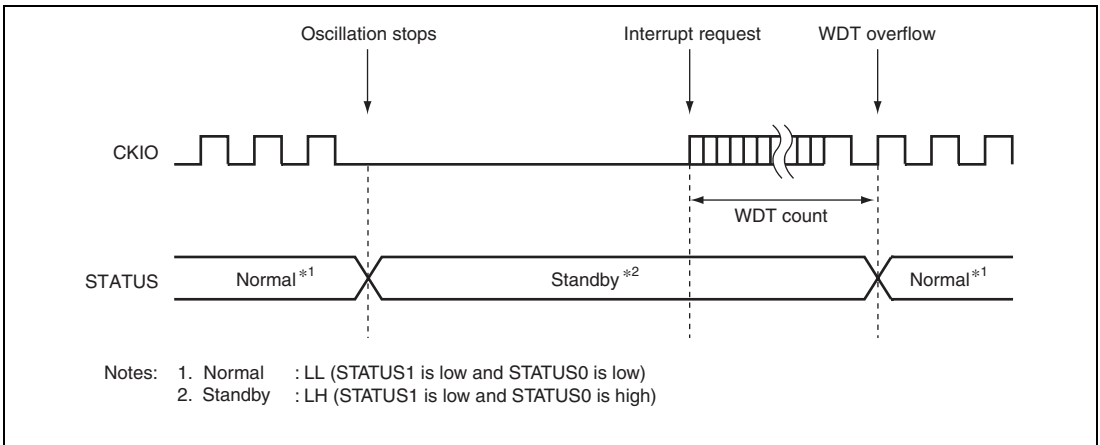 Oscillation stops Interrupt request WDT overflow
CKIO
WDT count
STATUS Normal*1 Standby*2 Normal*1
Notes: 1. Normal : LL (STATUS1 is low and STATUS0 is low)
2. Standby : LH (STATUS1 is low and STATUS0 is high)